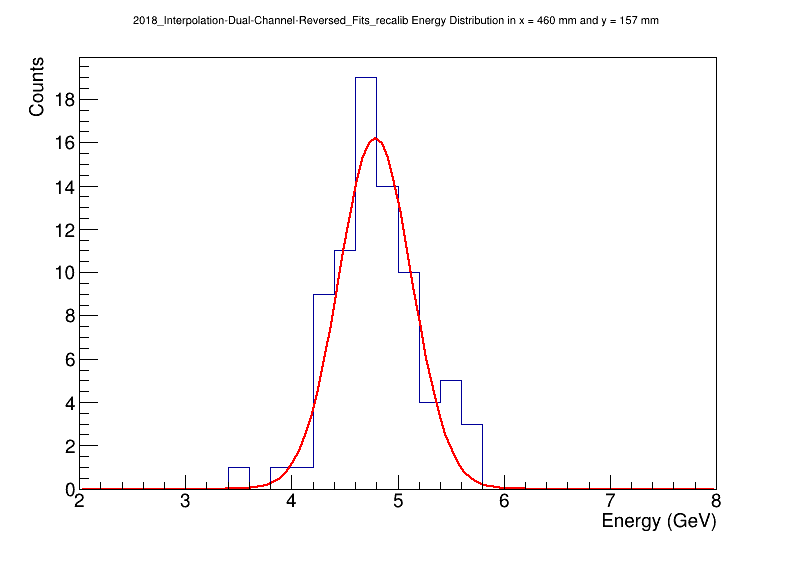 2018_Interpolation-Dual-Channel-Reversed_Fits_recalib Energy Distribution in x = 460 mm and y = 157 mm
Counts
18
16
14
12
10
8
6
4
2
0
2 3 4 5 6 7 8
Energy (GeV)